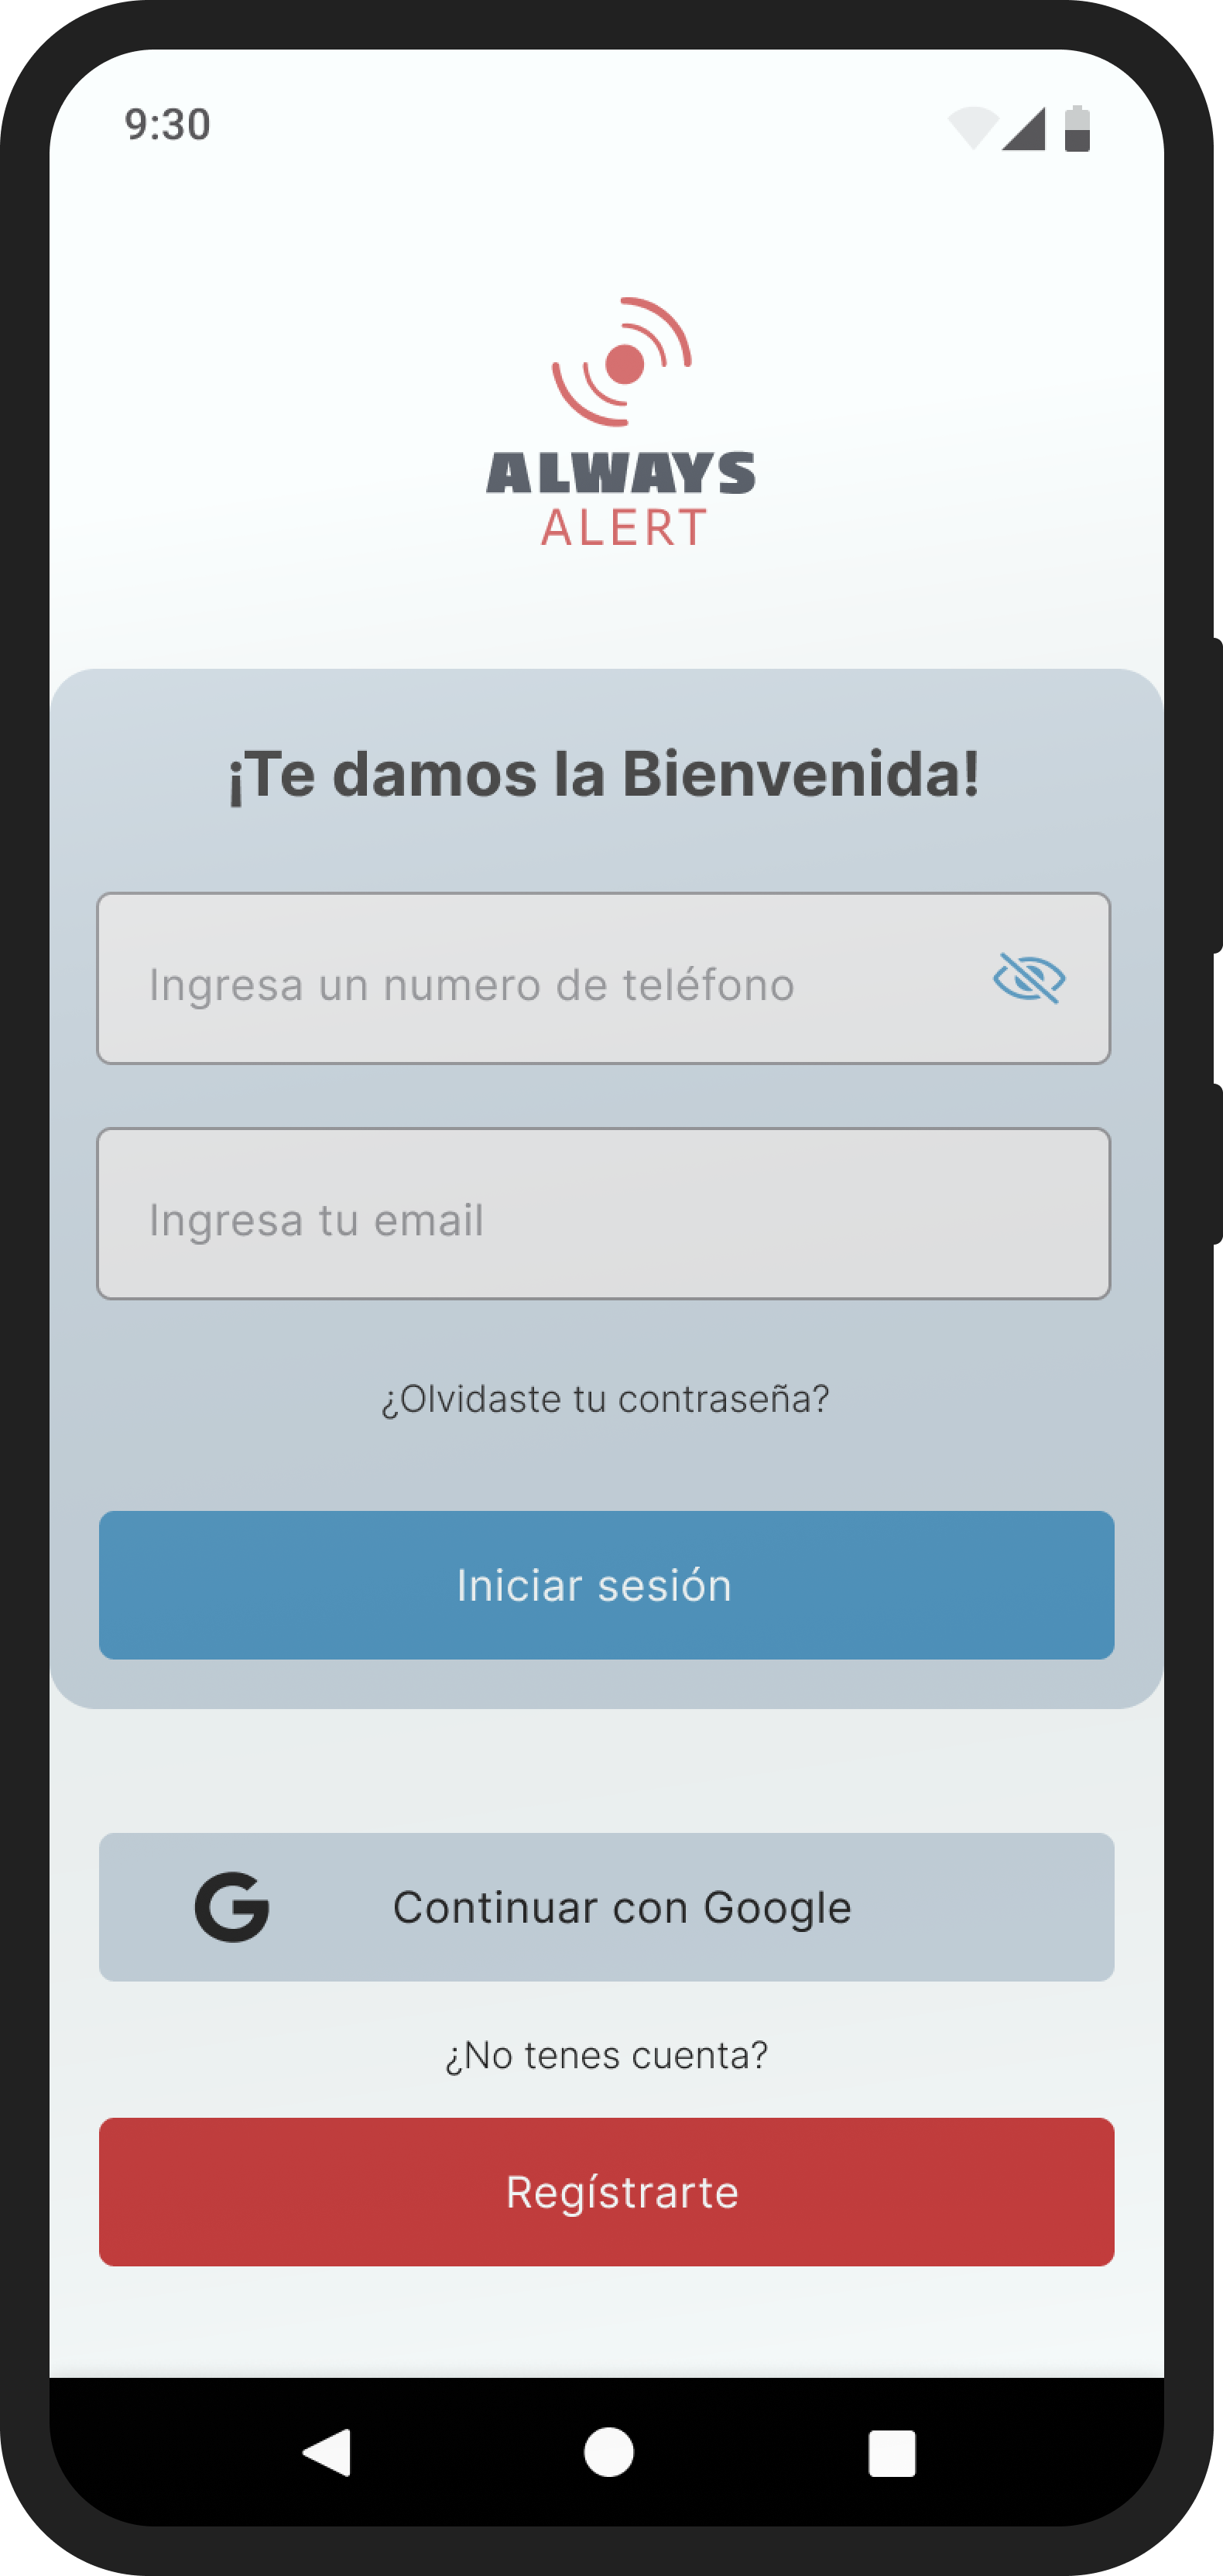 9:30
ALWAYS
ALERT
¡Te damos la Bienvenida!
Ingresa un numero de teléfono
Ingresa tu email
¿Olvidaste tu contraseña?
Iniciar sesión
Continuar con Google
¿No tenes cuenta?
Regístrarte